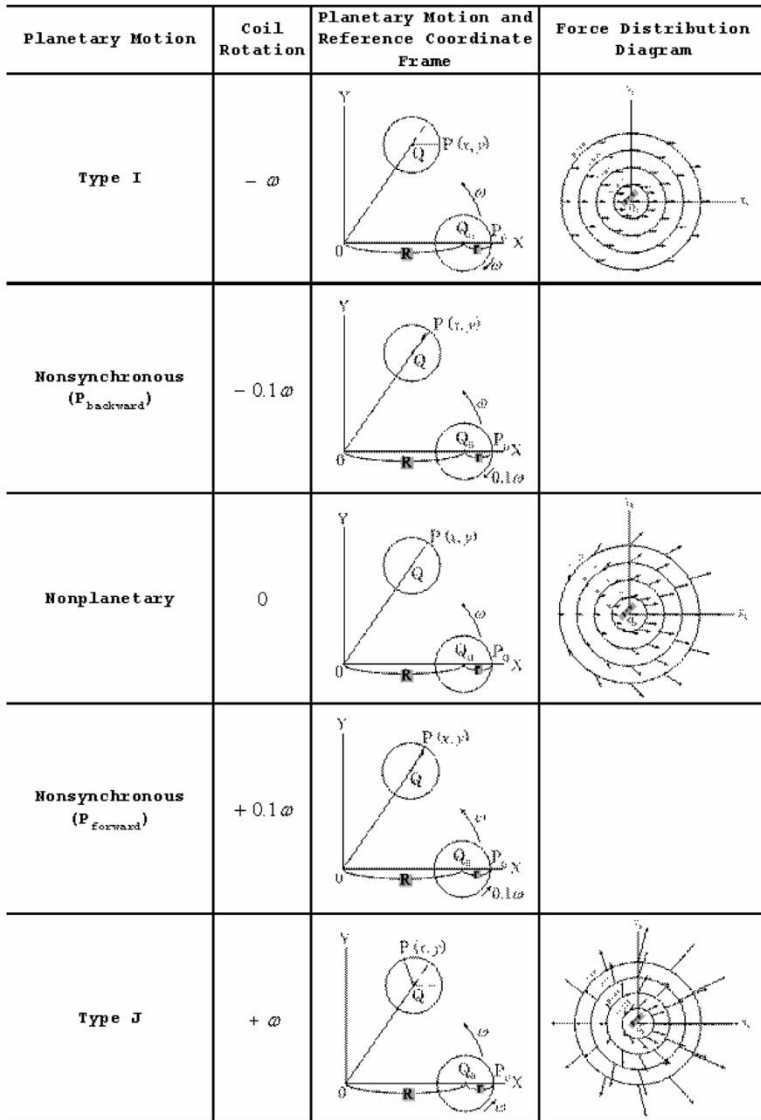 Planetary Motion
Coil
Rotation
Planetary Motion and
Reference Coordinate
Frame
Force Distribution
Diagram
Type I
− ω
Y
P (x, y)
Q
ω
Q₀
P₀
X
0
R
r
ω
Nonsynchronous
(P_backward)
− 0.1ω
Y
P (x, y)
Q
ω
Q₀
P₀
X
0
R
r
0.1ω
Nonplanetary
0
Y
P (x, y)
Q
ω
Q₀
P₀
X
0
R
r
Nonsynchronous
(P_forward)
+ 0.1ω
Y
P (x, y)
Q
ω
Q₀
P₀
X
0
R
r
0.1ω
Type J
+ ω
Y
P (x, y)
Q
ω
Q₀
P₀
X
0
R
r
ω